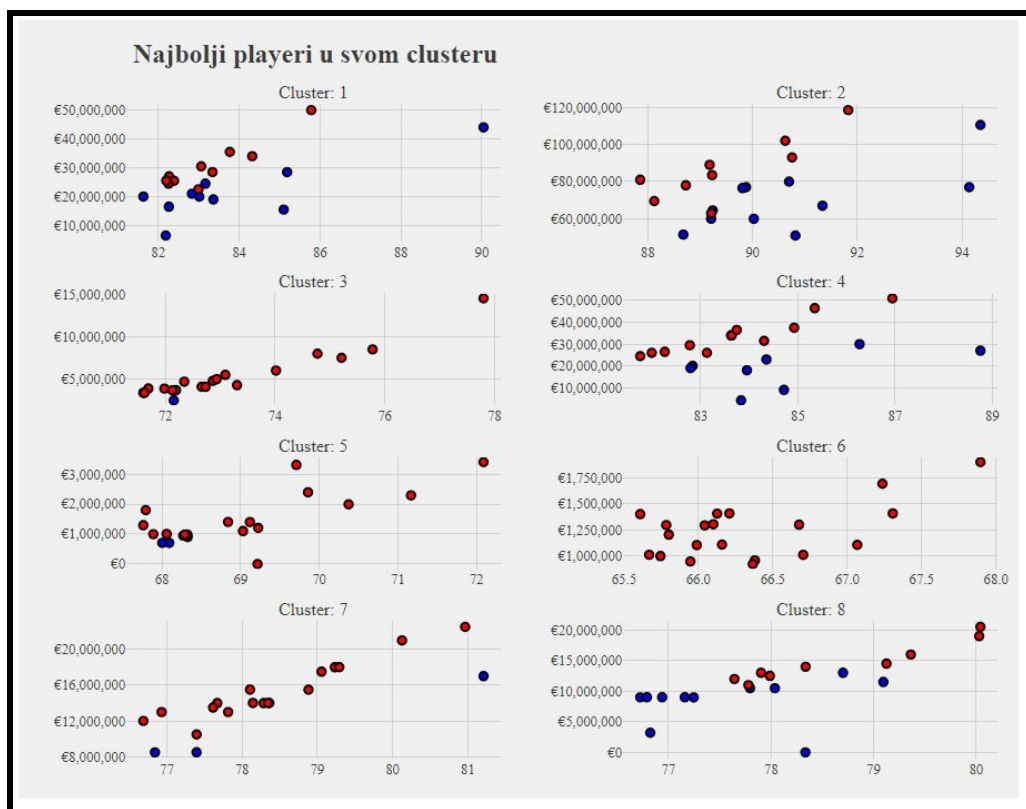 Najbolji playeri u svom clusteru
Cluster: 1
€50,000,000
€40,000,000
€30,000,000
€20,000,000
€10,000,000
82 84 86 88 90
Cluster: 2
€120,000,000
€100,000,000
€80,000,000
€60,000,000
88 90 92 94
Cluster: 3
€15,000,000
€10,000,000
€5,000,000
72 74 76 78
Cluster: 4
€50,000,000
€40,000,000
€30,000,000
€20,000,000
€10,000,000
83 85 87 89
Cluster: 5
€3,000,000
€2,000,000
€1,000,000
€0
68 69 70 71 72
Cluster: 6
€1,750,000
€1,500,000
€1,250,000
€1,000,000
65.5 66.0 66.5 67.0 67.5 68.0
Cluster: 7
€20,000,000
€16,000,000
€12,000,000
€8,000,000
77 78 79 80 81
Cluster: 8
€20,000,000
€15,000,000
€10,000,000
€5,000,000
€0
77 78 79 80